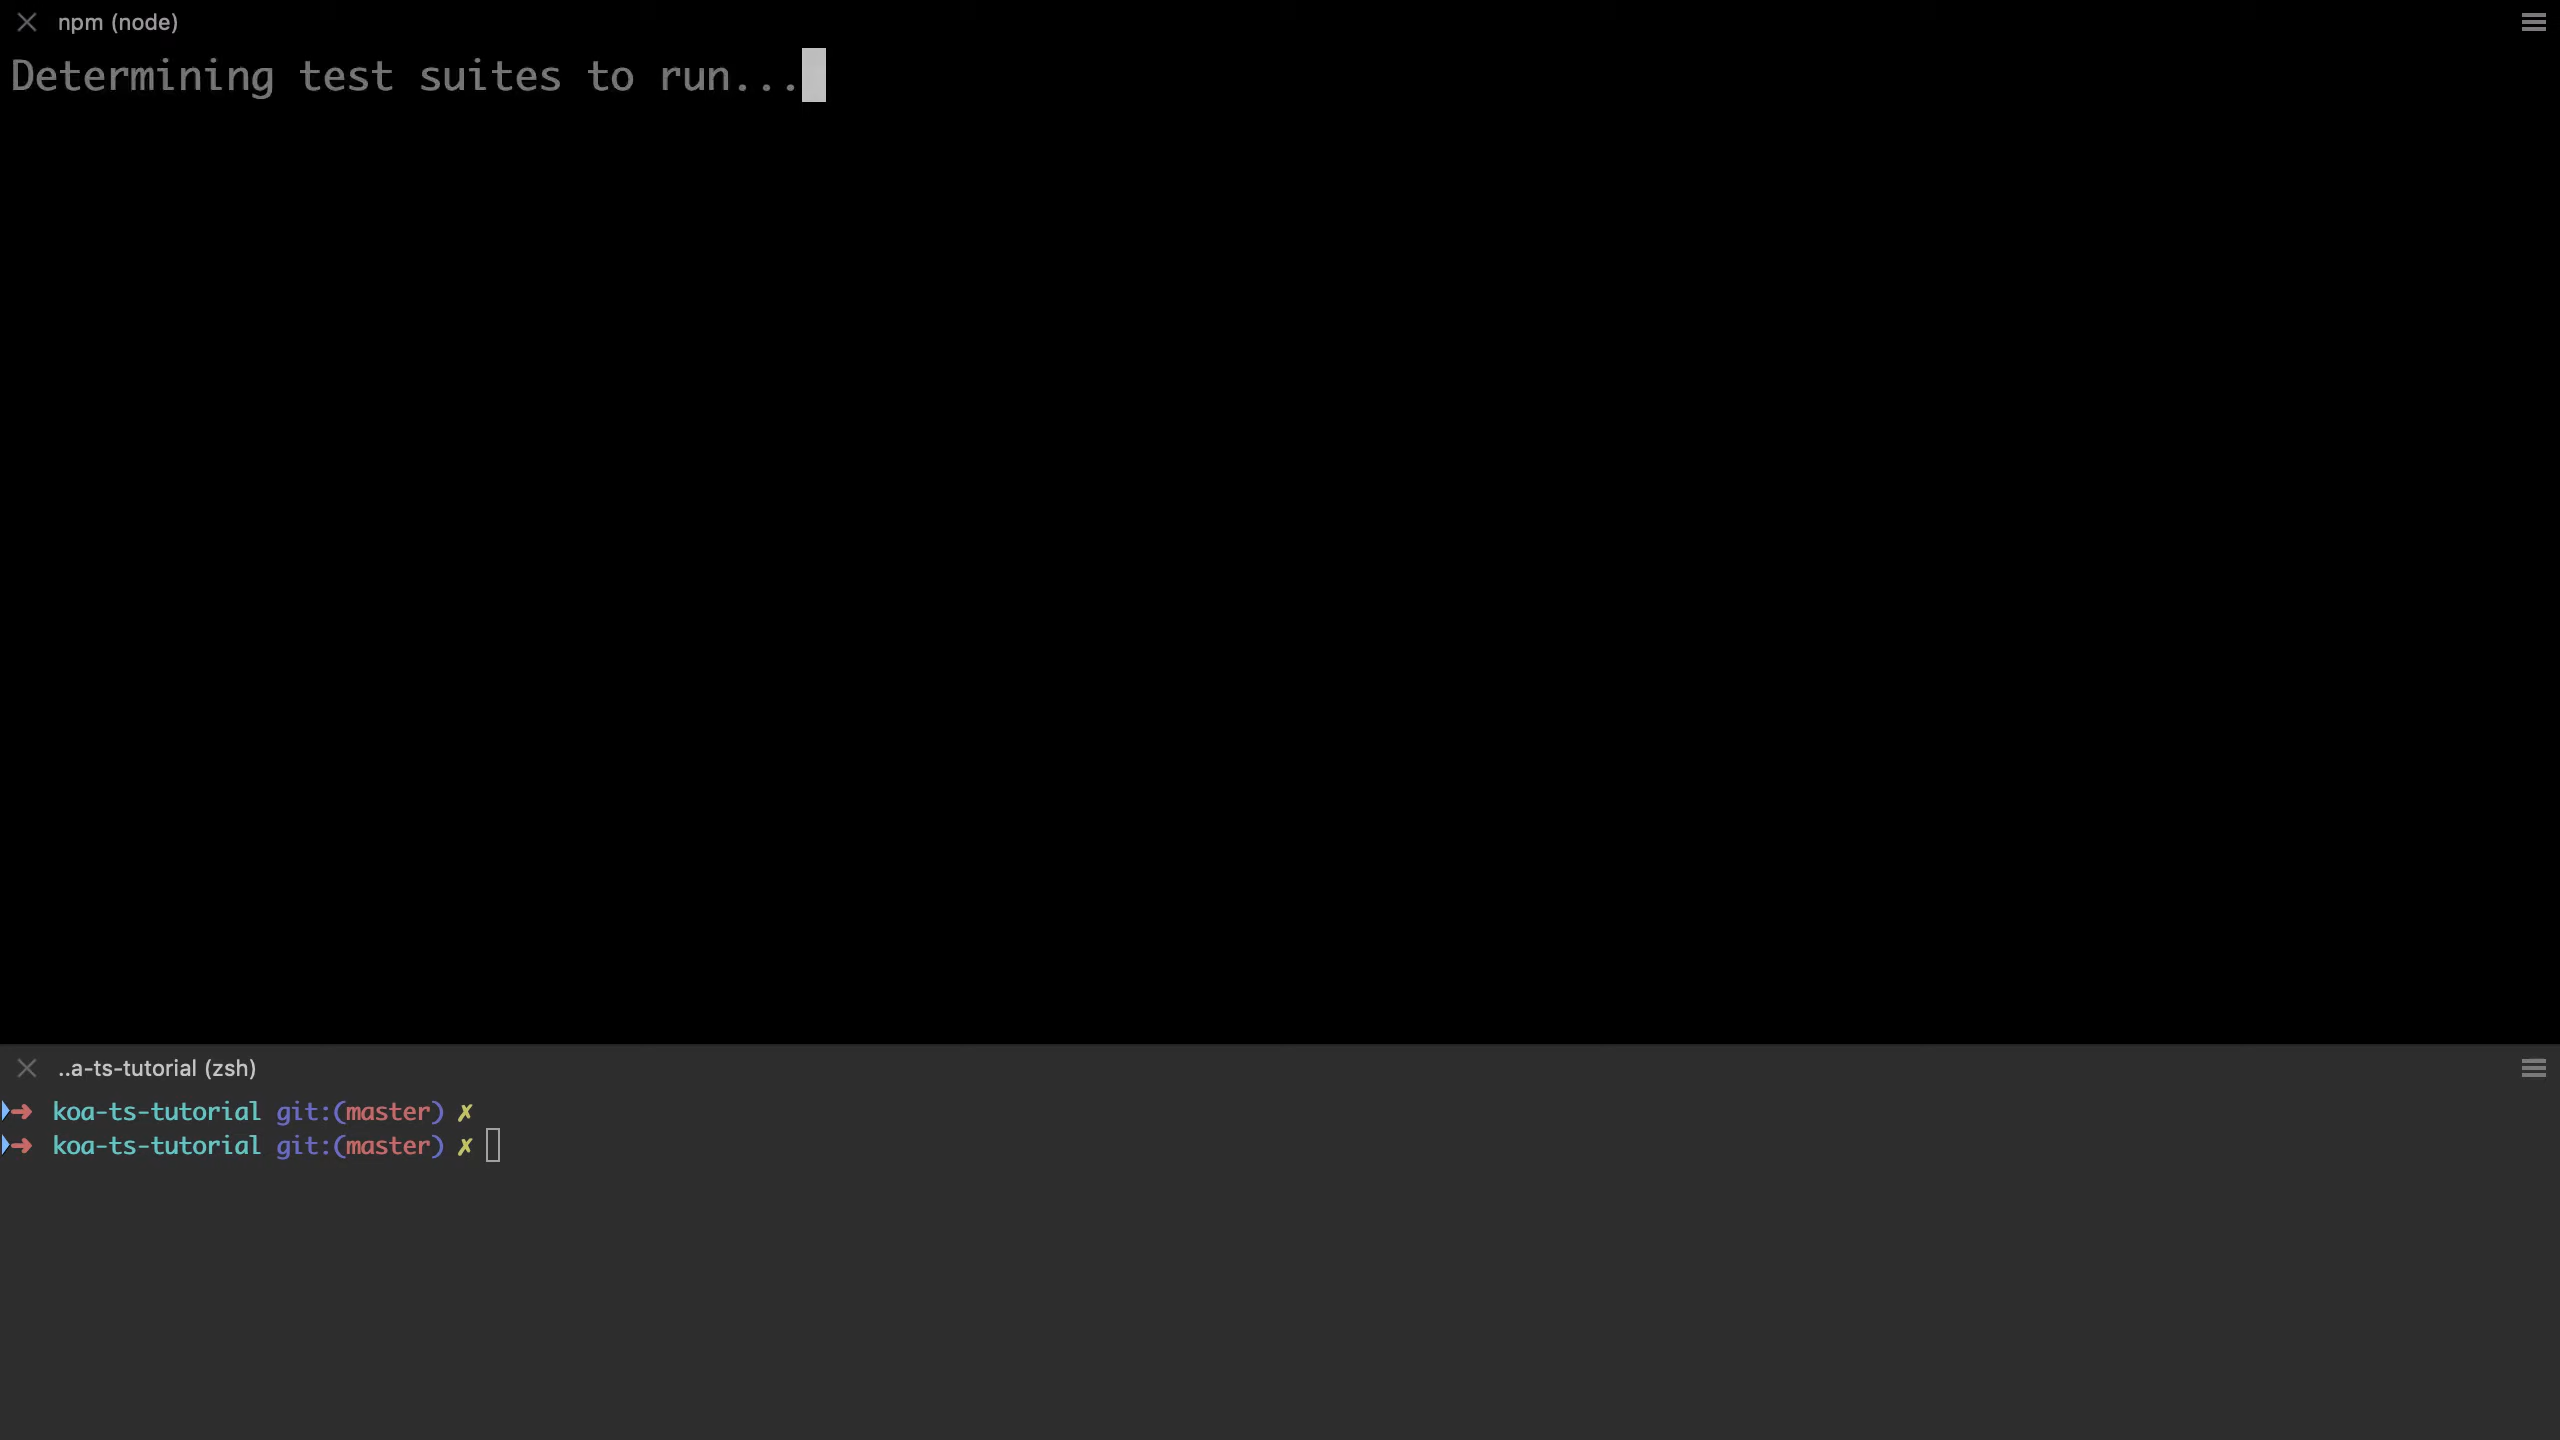 npm (node)
Determining test suites to run...
..a-ts-tutorial (zsh)
➜ koa-ts-tutorial git:(master) ✗
➜ koa-ts-tutorial git:(master) ✗